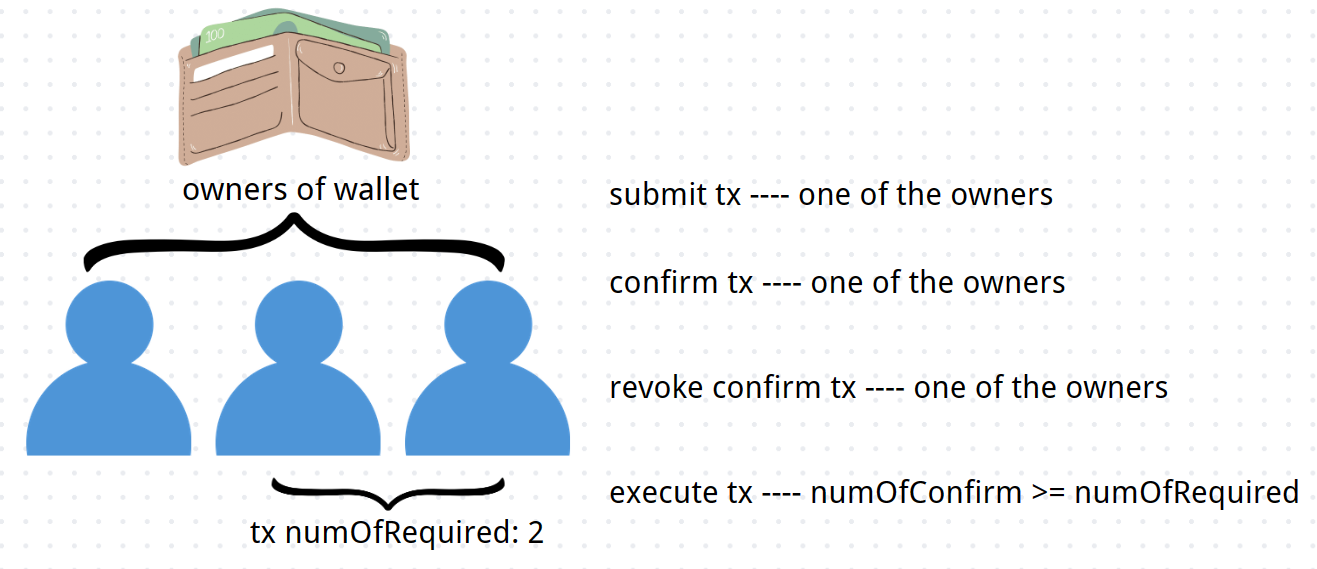 100
owners of wallet
submit tx ---- one of the owners
confirm tx ---- one of the owners
revoke confirm tx ---- one of the owners
execute tx ---- numOfConfirm >= numOfRequired
tx numOfRequired: 2